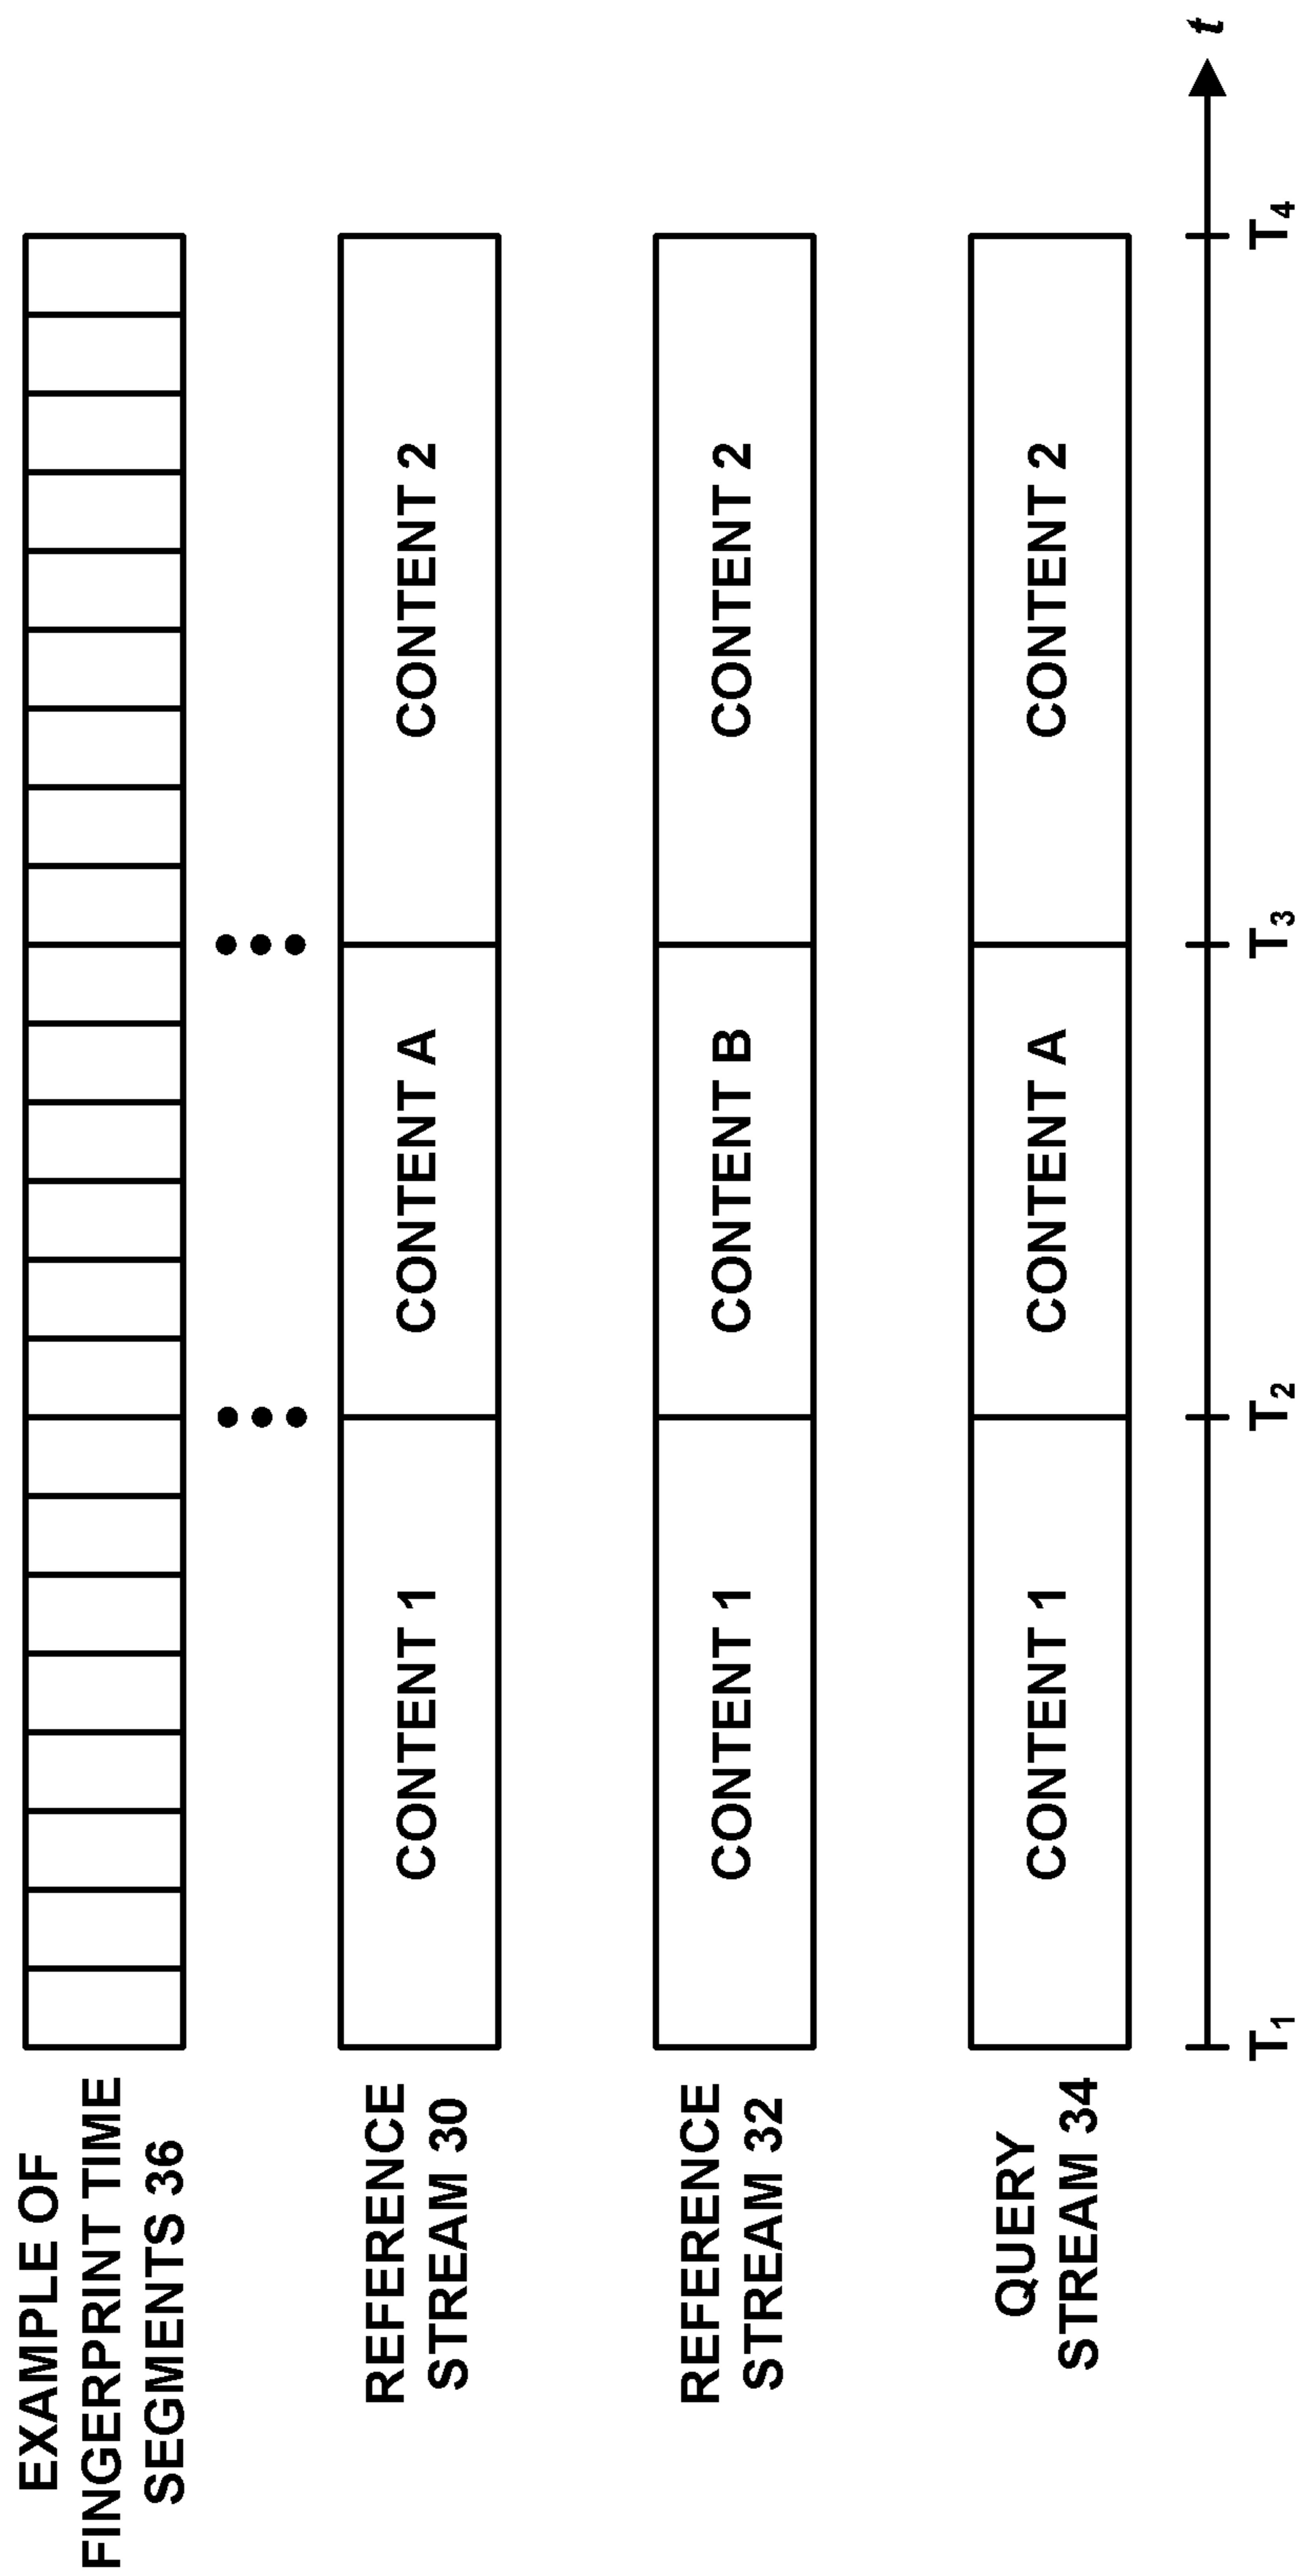 EXAMPLE OF
FINGERPRINT TIME
SEGMENTS 36
REFERENCE
STREAM 30
CONTENT 1
CONTENT A
CONTENT 2
REFERENCE
STREAM 32
CONTENT 1
CONTENT B
CONTENT 2
QUERY
STREAM 34
CONTENT 1
CONTENT A
CONTENT 2
T1
T2
T3
T4
t